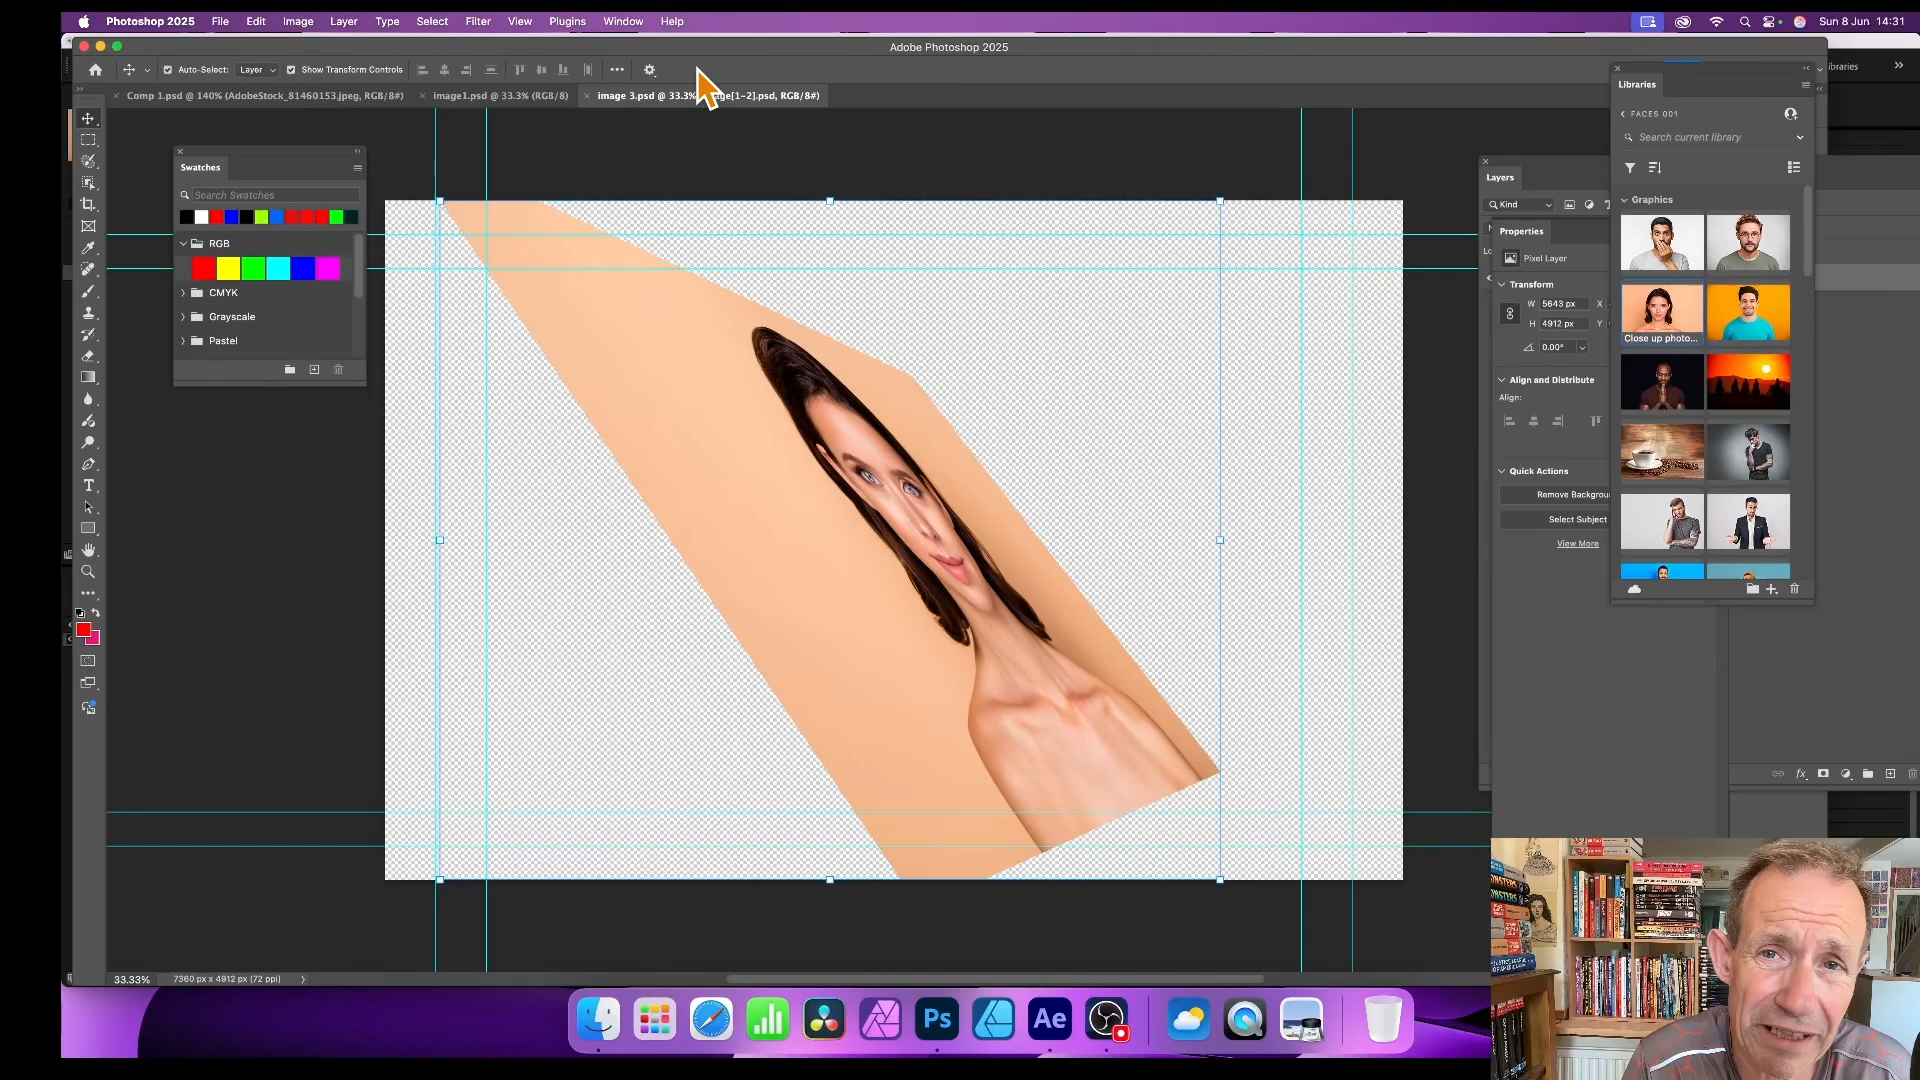 Photoshop 2025 File Edit Image Layer Type Select Filter View Plugins Window Help
Sun 8 Jun 14:31
Adobe Photoshop 2025
Auto-Select: Layer Show Transform Controls
Comp 1.psd @ 140% (AdobeStock_81460153.jpeg, RGB/8#)
image1.psd @ 33.3% (RGB/8)
image 3.psd @ 33.3%
age[1-2].psd, RGB/8#)
Swatches
Search Swatches
RGB
CMYK
Grayscale
Pastel
Layers
Kind
Properties
Pixel Layer
Transform
W 5643 px X
H 4912 px Y
0.00°
Align and Distribute
Align:
Quick Actions
Remove Backgrou
Select Subject
View More
ibraries
Libraries
FACES 001
Search current library
Graphics
Close up photo...
33.33% 7360 px x 4912 px (72 ppi)
Ps
Ae